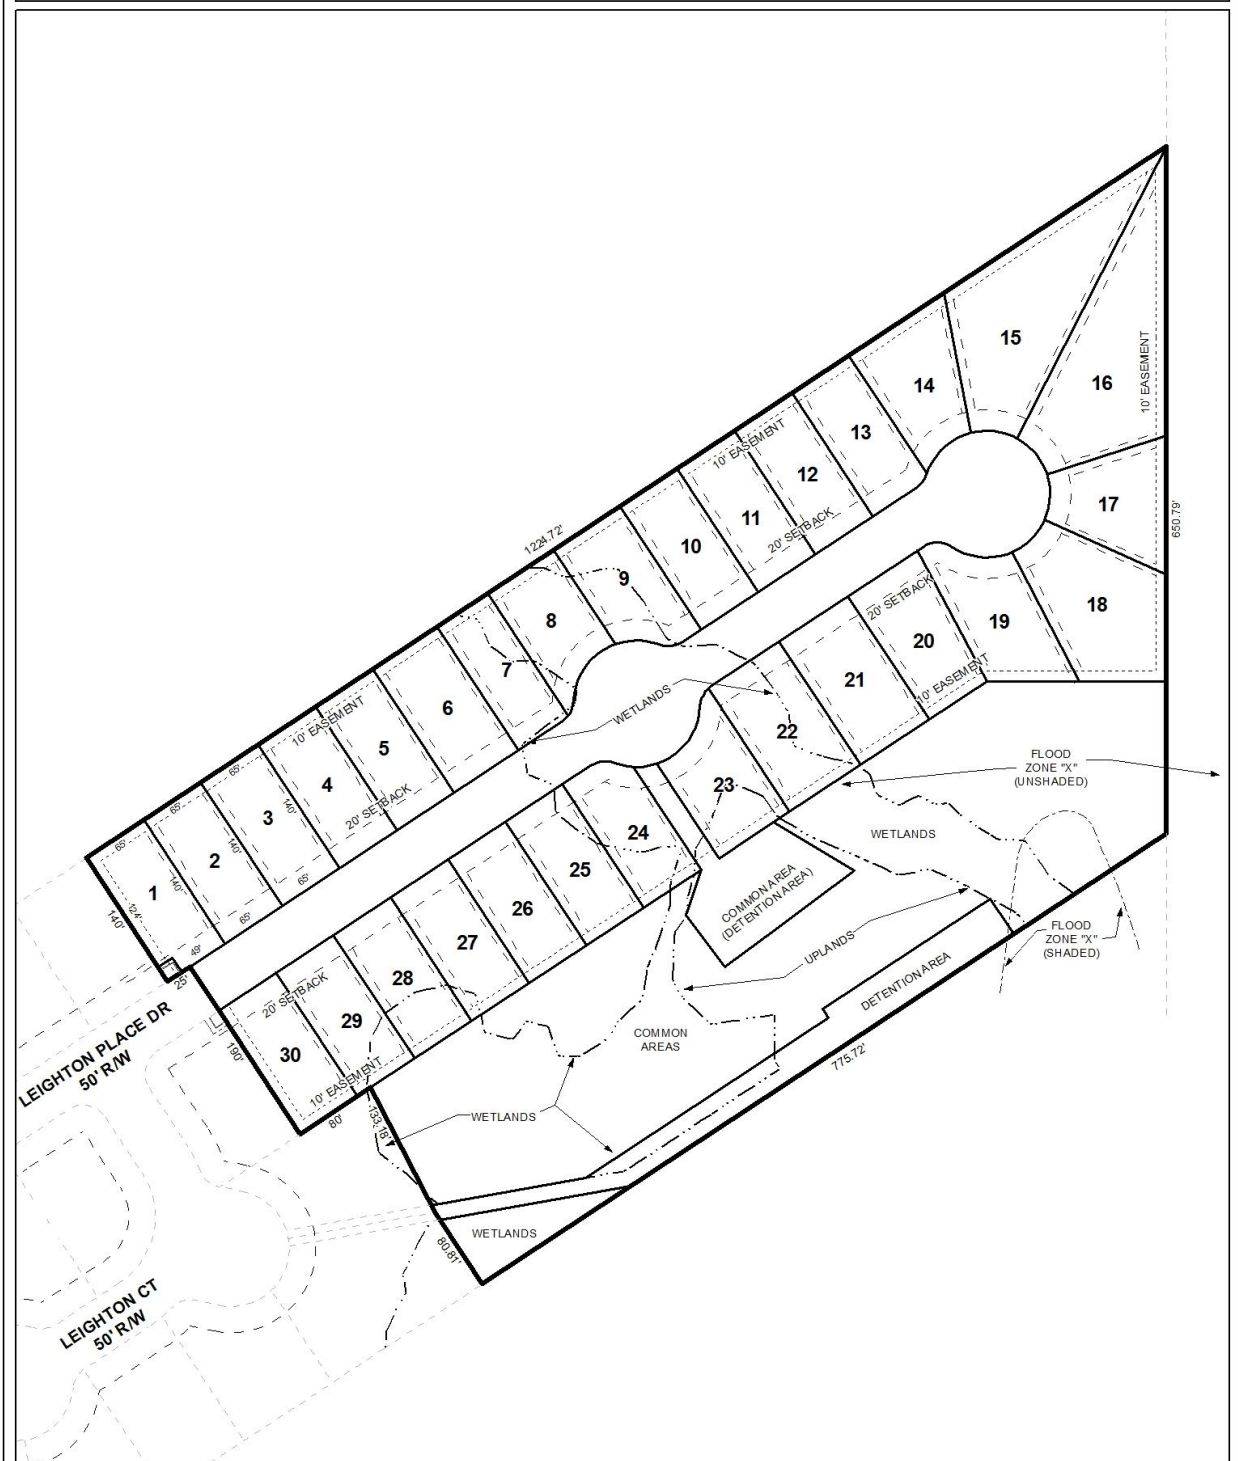 15
16
10' EASEMENT
14
13
10' EASEMENT
12
17
11
20' SETBACK
650.79'
1224.72'
10
9
20' SETBACK
18
8
19
20
7
10' EASEMENT
21
WETLANDS
6
10' EASEMENT
5
22
FLOOD
ZONE "X"
(UNSHADED)
65'
4
23
65'
3
140'
20' SETBACK
WETLANDS
24
65'
2
140'
25
COMMON AREA
(DETENTION AREA)
65'
1
140'
26
124'
140'
65'
27
FLOOD
ZONE "X"
(SHADED)
49'
UPLANDS
25'
28
DETENTION AREA
20' SETBACK
29
COMMON
AREAS
LEIGHTON PLACE DR
50' R/W
190'
30
775.72'
10' EASEMENT
80'
133.18'
WETLANDS
WETLANDS
80.81'
LEIGHTON CT
50' R/W